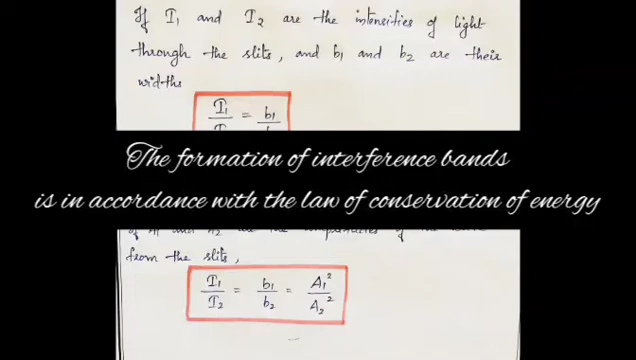 If I₁ and I₂ are the intensities of light
through the slits, and b₁ and b₂ are their
widths
I₁ = b₁
The formation of interference bands
is in accordance with the law of conservation of energy
from the slits,
I₁/I₂ = b₁/b₂ = A₁²/A₂²